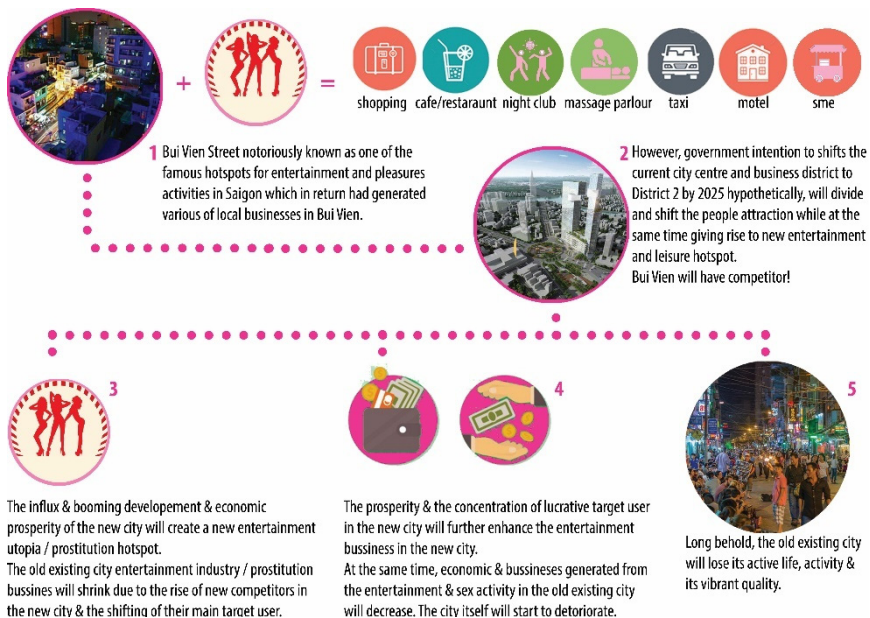 +
=
shopping
cafe/restaraunt
night club
massage parlour
taxi
motel
sme
1
Bui Vien Street notoriously known as one of the
famous hotspots for entertainment and pleasures
activities in Saigon which in return had generated
various of local businesses in Bui Vien.
2
However, government intention to shifts the
current city centre and business district to
District 2 by 2025 hypothetically, will divide
and shift the people attraction while at the
same time giving rise to new entertainment
and leisure hotspot.
Bui Vien will have competitor!
3
The influx & booming developement & economic
prosperity of the new city will create a new entertainment
utopia / prostitution hotspot.
The old existing city entertainment industry / prostitution
bussines will shrink due to the rise of new competitors in
the new city & the shifting of their main target user.
4
The prosperity & the concentration of lucrative target user
in the new city will further enhance the entertainment
bussiness in the new city.
At the same time, economic & bussineses generated from
the entertainment & sex activity in the old existing city
will decrease. The city itself will start to detoriorate.
5
Long behold, the old existing city
will lose its active life, activity &
its vibrant quality.